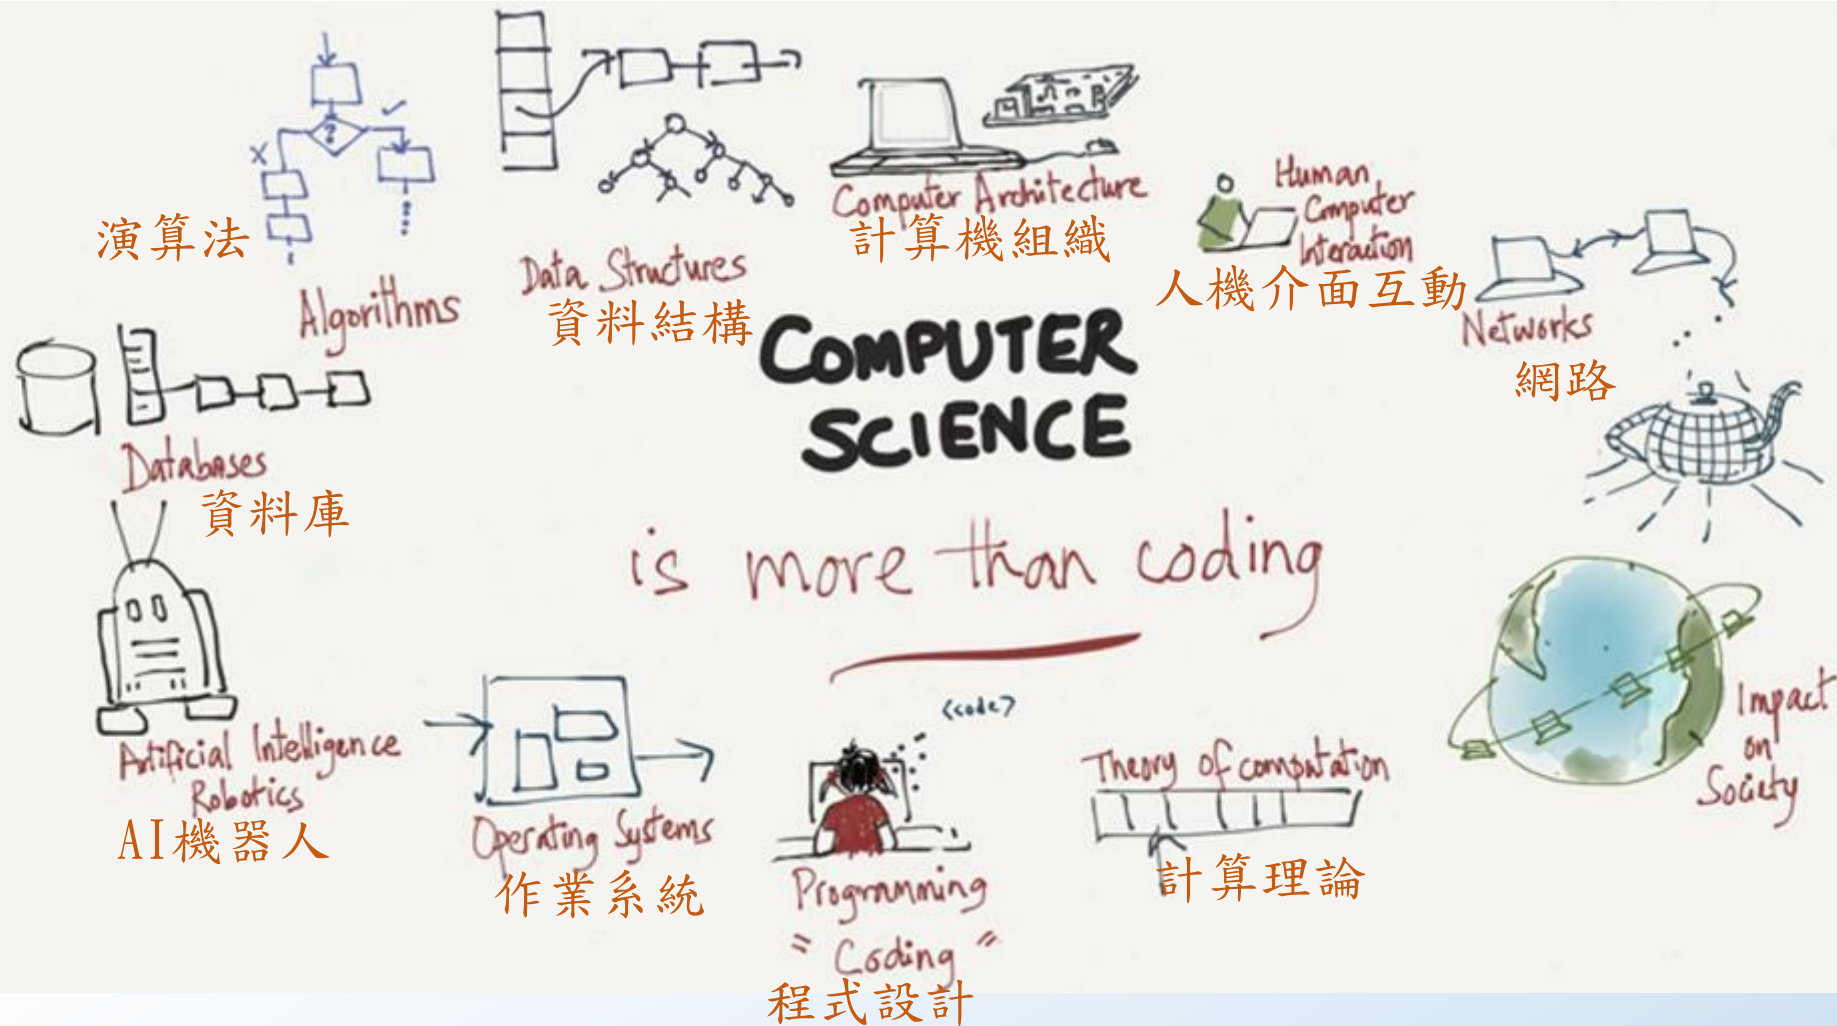 演算法
Algorithms
Data Structures
資料結構
Computer Architecture
計算機組織
Human
Computer
Interaction
人機介面互動
Networks
網路
Databases
資料庫
COMPUTER
SCIENCE
is more than coding
Artificial Intelligence
Robotics
AI機器人
Operating Systems
作業系統
<code>
Programming
"Coding"
程式設計
Theory of computation
計算理論
Impact
on
Society
?